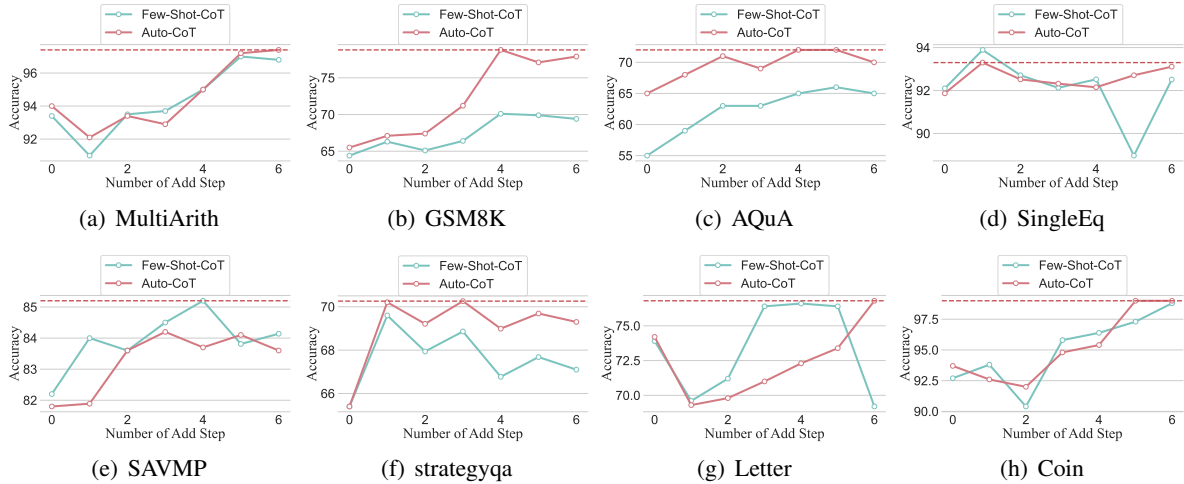 Few-Shot-CoT
Auto-CoT
Accuracy
96
94
92
0 2 4 6
Number of Add Step
(a) MultiArith
Few-Shot-CoT
Auto-CoT
Accuracy
75
70
65
0 2 4 6
Number of Add Step
(b) GSM8K
Few-Shot-CoT
Auto-CoT
Accuracy
70
65
60
55
0 2 4 6
Number of Add Step
(c) AQuA
Few-Shot-CoT
Auto-CoT
Accuracy
94
92
90
0 2 4 6
Number of Add Step
(d) SingleEq
Few-Shot-CoT
Auto-CoT
Accuracy
85
84
83
82
0 2 4 6
Number of Add Step
(e) SAVMP
Few-Shot-CoT
Auto-CoT
Accuracy
70
68
66
0 2 4 6
Number of Add Step
(f) strategyqa
Few-Shot-CoT
Auto-CoT
Accuracy
75.0
72.5
70.0
0 2 4 6
Number of Add Step
(g) Letter
Few-Shot-CoT
Auto-CoT
Accuracy
97.5
95.0
92.5
90.0
0 2 4 6
Number of Add Step
(h) Coin